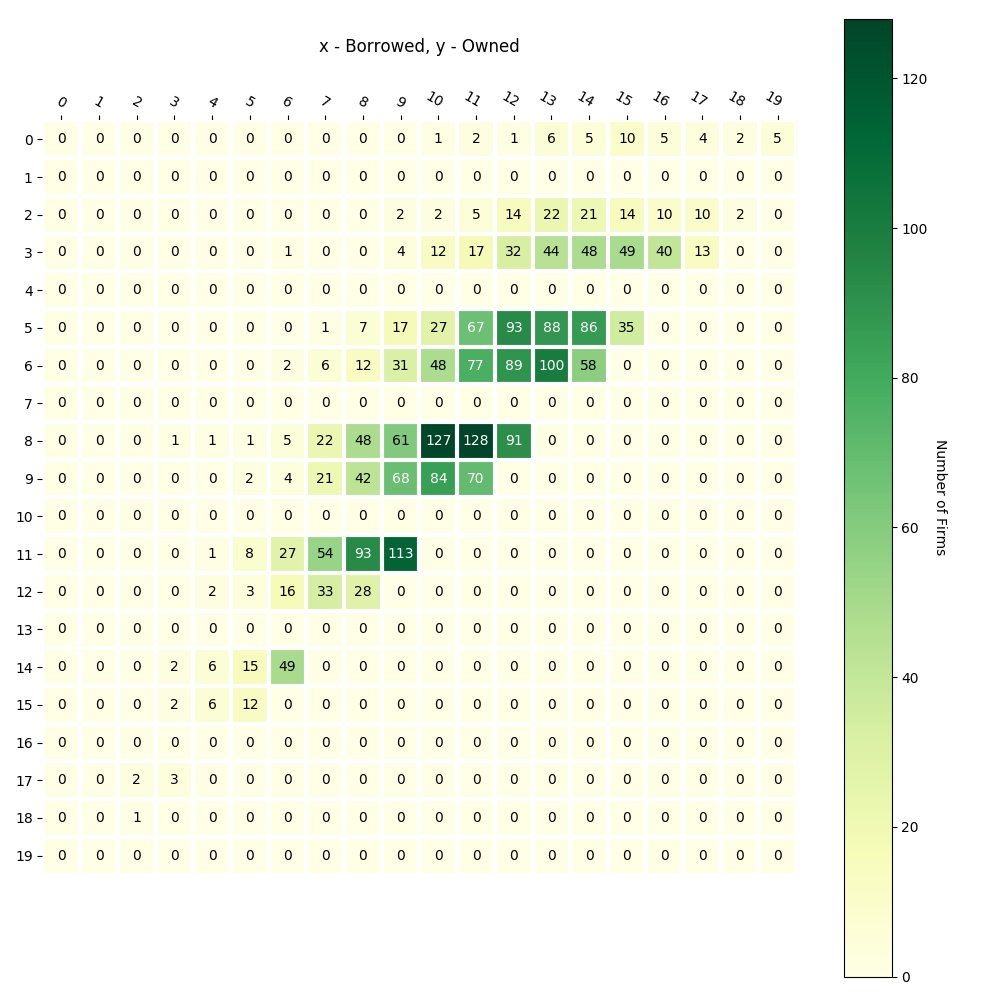 x - Borrowed, y - Owned
0 1 2 3 4 5 6 7 8 9 10 11 12 13 14 15 16 17 18 19
0 0 0 0 0 0 0 0 0 0 0 1 2 1 6 5 10 5 4 2 5
1 0 0 0 0 0 0 0 0 0 0 0 0 0 0 0 0 0 0 0 0
2 0 0 0 0 0 0 0 0 0 2 2 5 14 22 21 14 10 10 2 0
3 0 0 0 0 0 0 1 0 0 4 12 17 32 44 48 49 40 13 0 0
4 0 0 0 0 0 0 0 0 0 0 0 0 0 0 0 0 0 0 0 0
5 0 0 0 0 0 0 0 1 7 17 27 67 93 88 86 35 0 0 0 0
6 0 0 0 0 0 0 2 6 12 31 48 77 89 100 58 0 0 0 0 0
7 0 0 0 0 0 0 0 0 0 0 0 0 0 0 0 0 0 0 0 0
8 0 0 0 1 1 1 5 22 48 61 127 128 91 0 0 0 0 0 0 0
9 0 0 0 0 0 2 4 21 42 68 84 70 0 0 0 0 0 0 0 0
10 0 0 0 0 0 0 0 0 0 0 0 0 0 0 0 0 0 0 0 0
11 0 0 0 0 1 8 27 54 93 113 0 0 0 0 0 0 0 0 0 0
12 0 0 0 0 2 3 16 33 28 0 0 0 0 0 0 0 0 0 0 0
13 0 0 0 0 0 0 0 0 0 0 0 0 0 0 0 0 0 0 0 0
14 0 0 0 2 6 15 49 0 0 0 0 0 0 0 0 0 0 0 0 0
15 0 0 0 2 6 12 0 0 0 0 0 0 0 0 0 0 0 0 0 0
16 0 0 0 0 0 0 0 0 0 0 0 0 0 0 0 0 0 0 0 0
17 0 0 2 3 0 0 0 0 0 0 0 0 0 0 0 0 0 0 0 0
18 0 0 1 0 0 0 0 0 0 0 0 0 0 0 0 0 0 0 0 0
19 0 0 0 0 0 0 0 0 0 0 0 0 0 0 0 0 0 0 0 0
120
100
80
60
40
20
0
Number of Firms